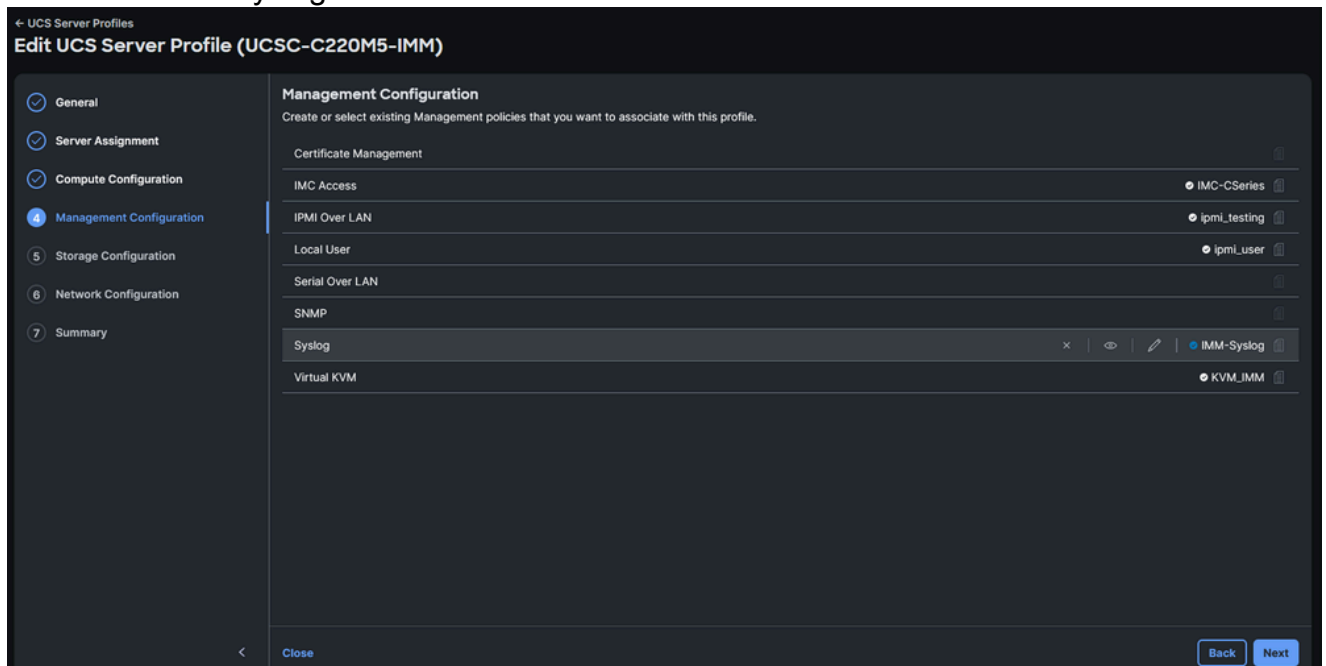 ← UCS Server Profiles
Edit UCS Server Profile (UCSC-C220M5-IMM)
General
Server Assignment
Compute Configuration
4 Management Configuration
5 Storage Configuration
6 Network Configuration
7 Summary
Management Configuration
Create or select existing Management policies that you want to associate with this profile.
Certificate Management
IMC Access IMC-CSeries
IPMI Over LAN ipmi_testing
Local User ipmi_user
Serial Over LAN
SNMP
Syslog × | | | IMM-Syslog
Virtual KVM KVM_IMM
< Close Back Next